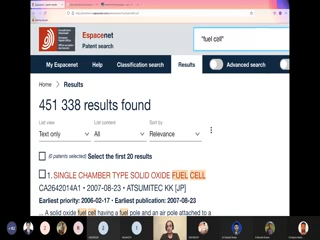 Espacenet
Patent search
"fuel cell"
My Espacenet Help Classification search Results Advanced search
Home > Results
451 338 results found
List view List content Sort by
Text only All Relevance
(0 patents selected) Select the first 20 results
1. SINGLE CHAMBER TYPE SOLID OXIDE FUEL CELL
CA2642014A1 • 2007-08-23 • ATSUMITEC KK [JP]
Earliest priority: 2006-02-17 • Earliest publication: 2007-08-23
... A solid oxide fuel cell having a fuel pole and an air pole attached to a